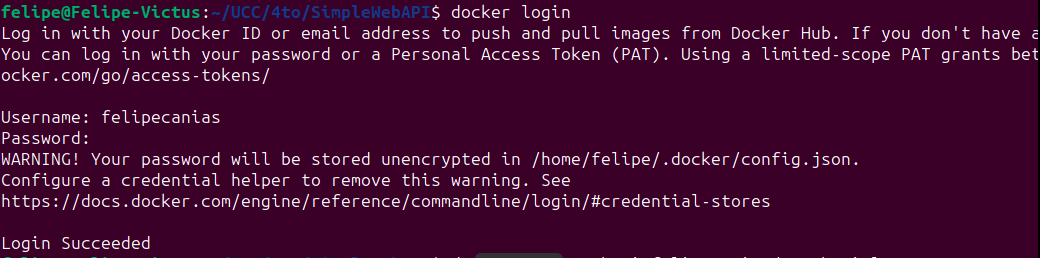 felipe@Felipe-Victus:~/UCC/4to/SimpleWebAPI$ docker login
Log in with your Docker ID or email address to push and pull images from Docker Hub. If you don't have a
You can log in with your password or a Personal Access Token (PAT). Using a limited-scope PAT grants bet
ocker.com/go/access-tokens/
Username: felipecanias
Password:
WARNING! Your password will be stored unencrypted in /home/felipe/.docker/config.json.
Configure a credential helper to remove this warning. See
https://docs.docker.com/engine/reference/commandline/login/#credential-stores
Login Succeeded